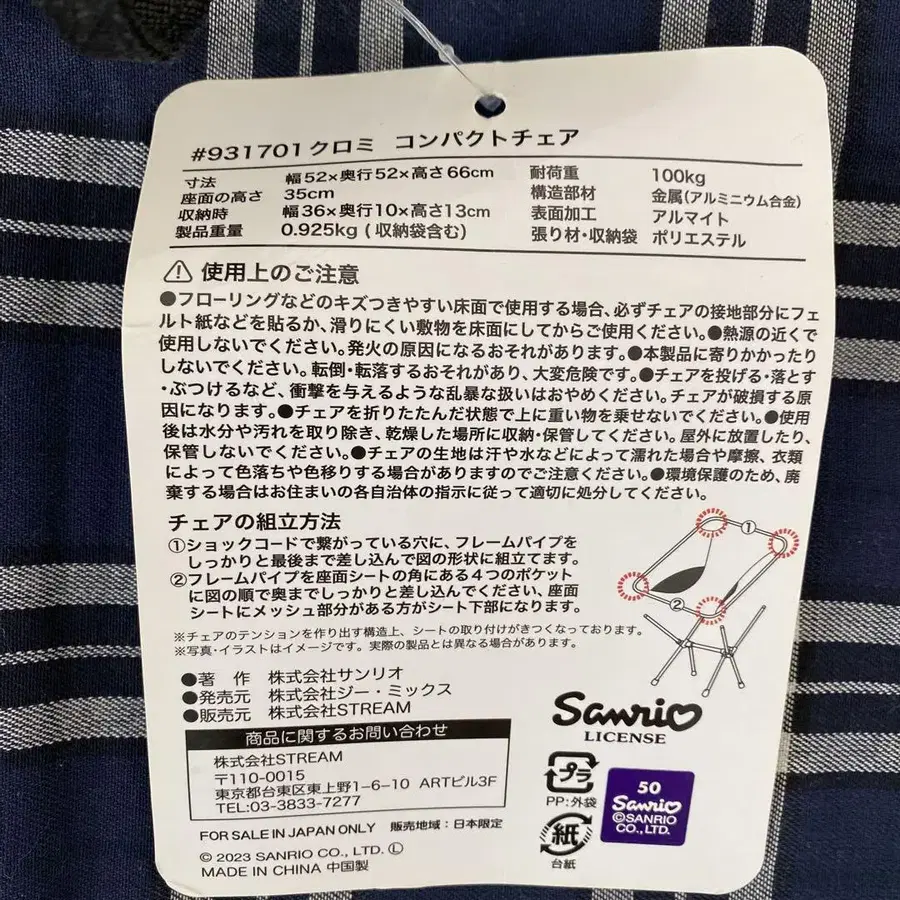 #931701クロミ コンパクトチェア
寸法 幅52×奥行52×高さ66cm
座面の高さ 35cm
収納時 幅36×奥行10×高さ13cm
製品重量 0.925kg ( 収納袋含む)
耐荷重 100kg
構造部材 金属(アルミニウム合金)
表面加工 アルマイト
張り材・収納袋 ポリエステル
⚠ 使用上のご注意
●フローリングなどのキズつきやすい床面で使用する場合、必ずチェアの接地部分にフェ
ルト紙などを貼るか、滑りにくい敷物を床面にしてからご使用ください。●熱源の近くで
使用しないでください。発火の原因になるおそれがあります。●本製品に寄りかかったり
しないでください。転倒・転落するおそれがあり、大変危険です。●チェアを投げる・落とす
・ぶつけるなど、衝撃を与えるような乱暴な扱いはおやめください。チェアが破損する原
因になります。●チェアを折りたたんだ状態で上に重い物を乗せないでください。●使用
後は水分や汚れを取り除き、乾燥した場所に収納・保管してください。屋外に放置したり、
保管しないでください。●チェアの生地は汗や水などによって濡れた場合や摩擦、衣類
によって色落ちや色移りする場合がありますのでご注意ください。●環境保護のため、廃
棄する場合はお住まいの各自治体の指示に従って適切に処分してください。
チェアの組立方法
①ショックコードで繋がっている穴に、フレームパイプを
しっかりと最後まで差し込んで図の形状に組立てます。
②フレームパイプを座面シートの角にある4つのポケット
に図の順で奥までしっかりと差し込んでください、座面
シートにメッシュ部分がある方がシート下部になります。
①
②
※チェアのテンションを作り出す構造上、シートの取り付けがきつくなっております。
※写真・イラストはイメージです。実際の製品とは異なる場合があります。
●著 作 株式会社サンリオ
●発売元 株式会社ジー・ミックス
●販売元 株式会社STREAM
商品に関するお問い合わせ
株式会社STREAM
〒110-0015
東京都台東区東上野1-6-10 ARTビル3F
TEL:03-3833-7277
FOR SALE IN JAPAN ONLY 販売地域:日本限定
© 2023 SANRIO CO., LTD. Ⓛ
MADE IN CHINA 中国製
Sanrio
LICENSE
プラ
PP:外袋
紙
台紙
50
Sanrio
©SANRIO
CO., LTD.